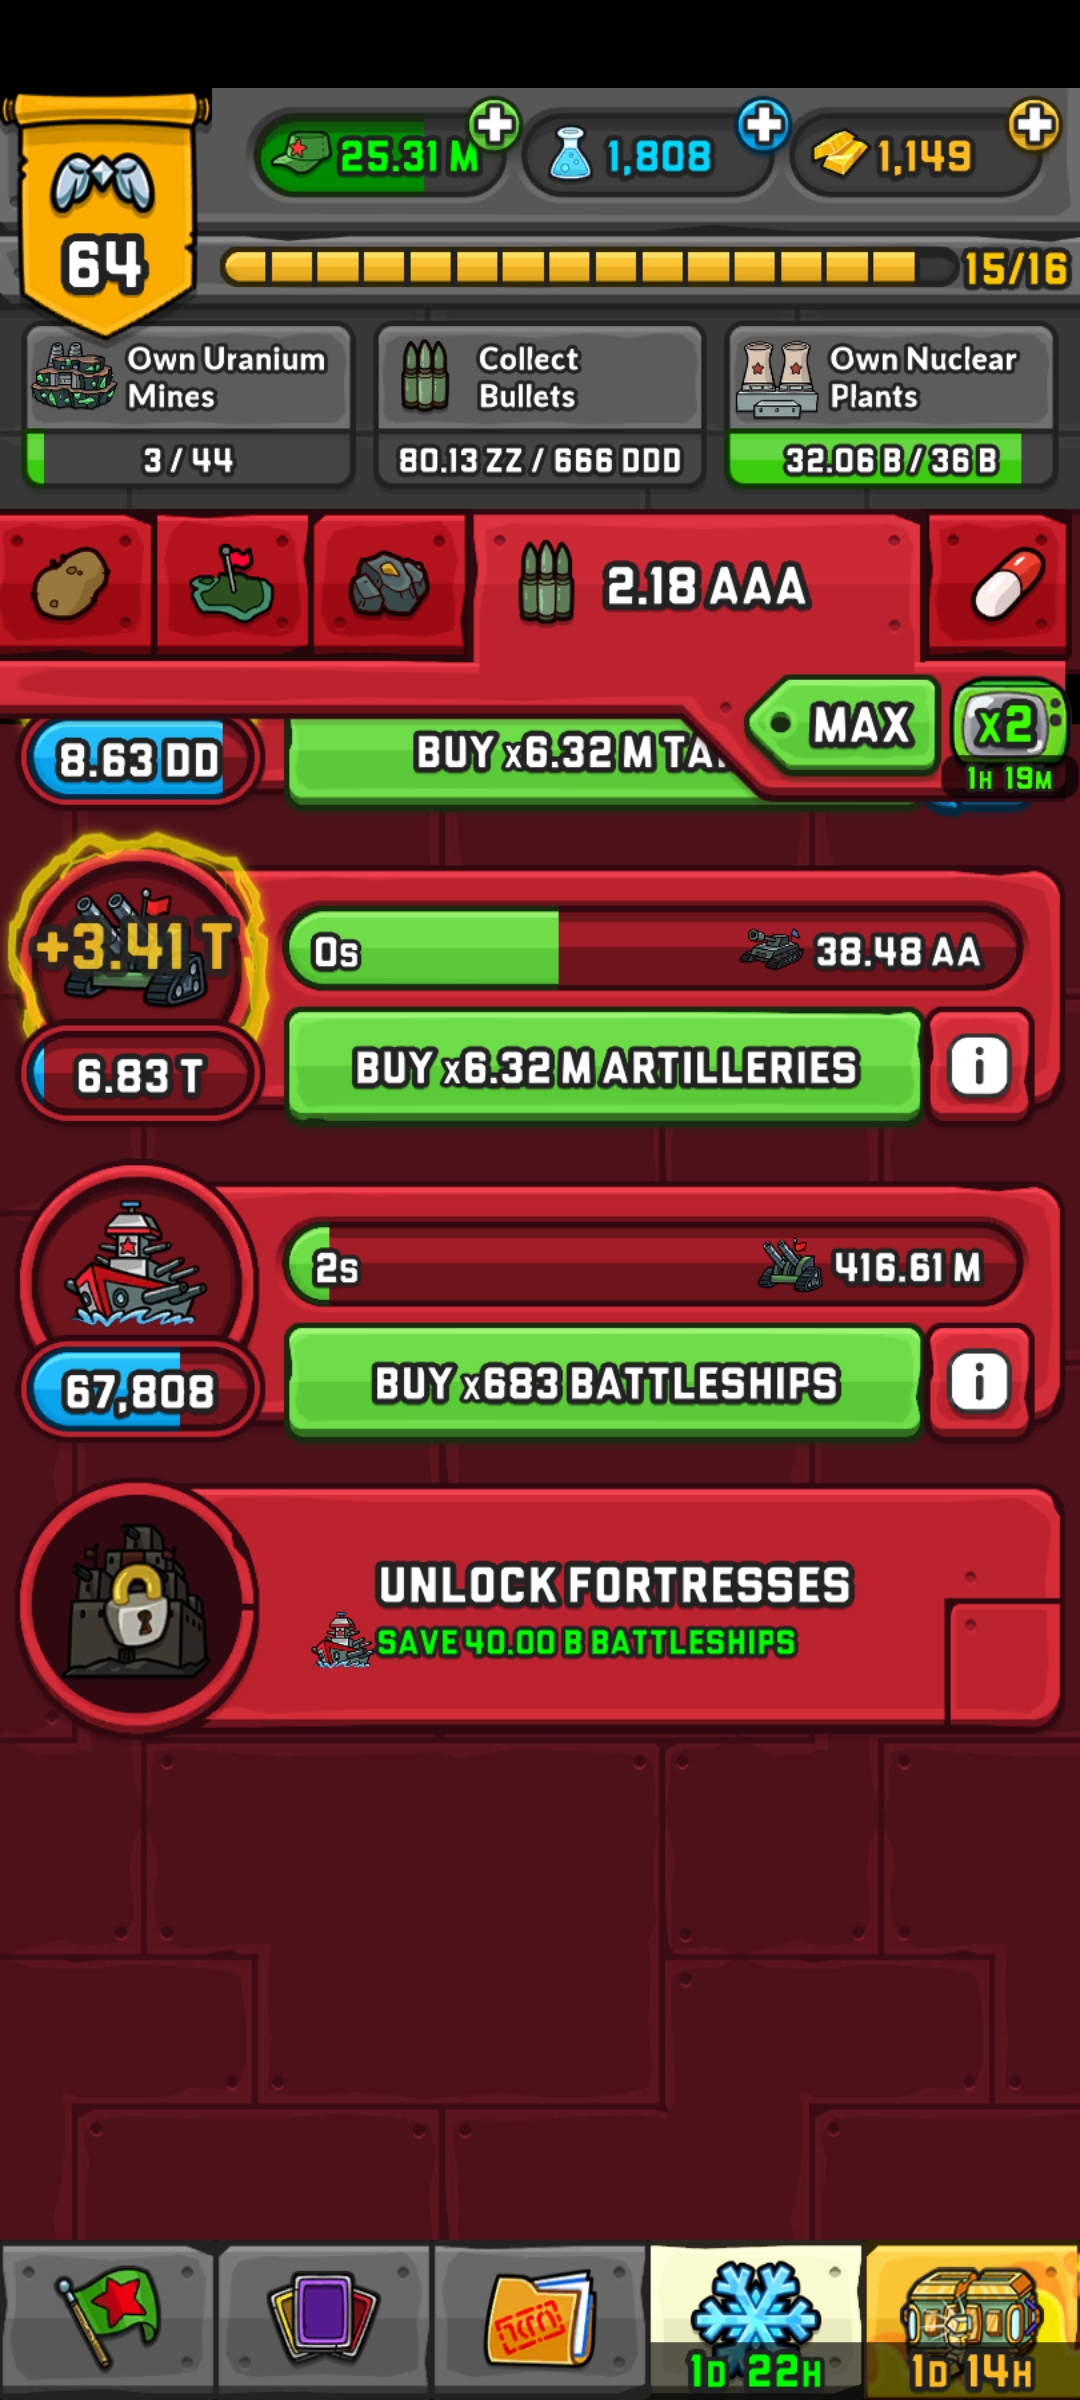 25.31 M
1,808
1,149
64
15/16
Own Uranium
Mines
3 / 44
Collect
Bullets
80.13 ZZ / 666 DDD
Own Nuclear
Plants
32.06 B / 36 B
2.18 AAA
MAX
X2
1H 19M
8.63 DD
BUY x6.32 M TA
+3.41 T
0s
38.48 AA
6.83 T
BUY x6.32 M ARTILLERIES
i
2s
416.61 M
67,808
BUY x683 BATTLESHIPS
i
UNLOCK FORTRESSES
SAVE 40.00 B BATTLESHIPS
1D 22H
1D 14H